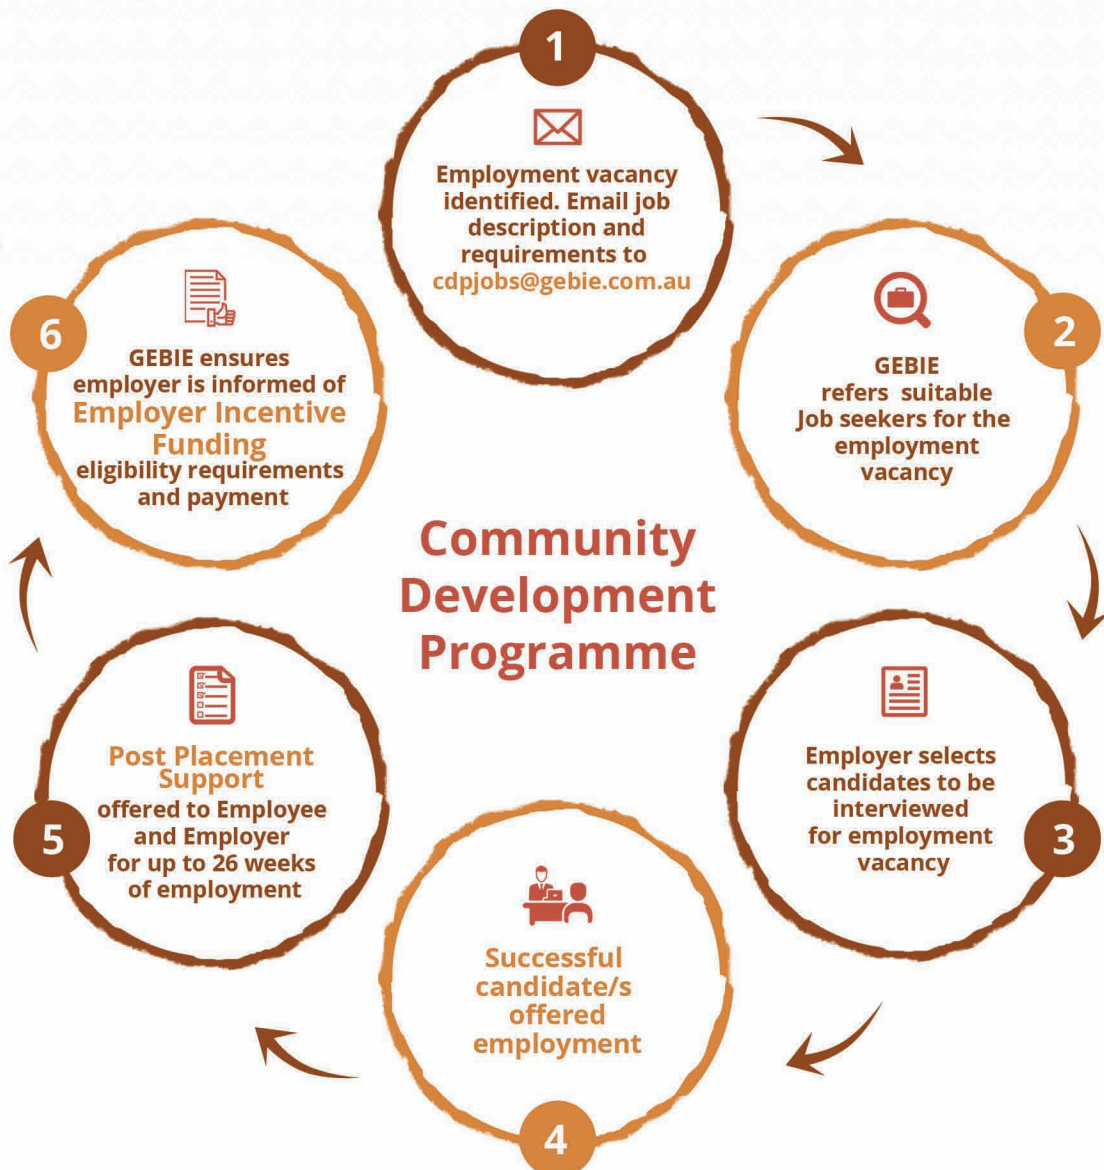 1
Employment vacancy
identified. Email job
description and
requirements to
cdpjobs@gebie.com.au
2
GEBIE
refers suitable
Job seekers for the
employment
vacancy
3
Employer selects
candidates to be
interviewed
for employment
vacancy
4
Successful
candidate/s
offered
employment
5
Post Placement
Support
offered to Employee
and Employer
for up to 26 weeks
of employment
6
GEBIE ensures
employer is informed of
Employer Incentive
Funding
eligibility requirements
and payment
Community
Development
Programme